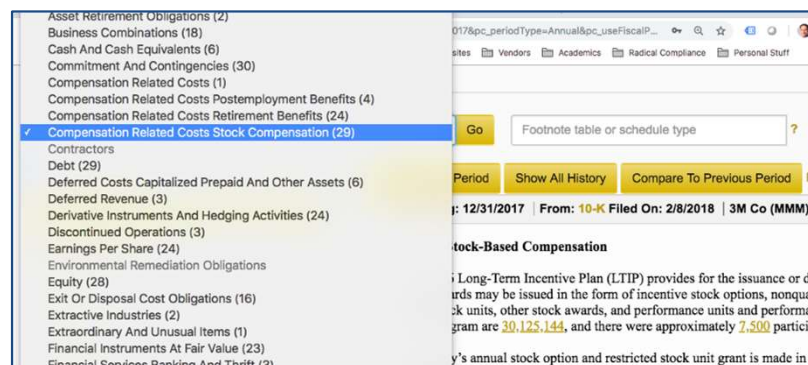 Asset Retirement Obligations (2)
Business Combinations (18)
Cash And Cash Equivalents (6)
Commitment And Contingencies (30)
Compensation Related Costs (1)
Compensation Related Costs Postemployment Benefits (4)
Compensation Related Costs Retirement Benefits (24)
✓ Compensation Related Costs Stock Compensation (29)
Contractors
Debt (29)
Deferred Costs Capitalized Prepaid And Other Assets (6)
Deferred Revenue (3)
Derivative Instruments And Hedging Activities (24)
Discontinued Operations (3)
Earnings Per Share (24)
Environmental Remediation Obligations
Equity (28)
Exit Or Disposal Cost Obligations (16)
Extractive Industries (2)
Extraordinary And Unusual Items (1)
Financial Instruments At Fair Value (23)
Financial Services Banking And Thrift (3)
017&pc_periodType=Annual&pc_useFiscalP...
sites Vendors Academics Radical Compliance Personal Stuff
Go Footnote table or schedule type ?
Period Show All History Compare To Previous Period
g: 12/31/2017 | From: 10-K Filed On: 2/8/2018 | 3M Co (MMM)
Stock-Based Compensation
Long-Term Incentive Plan (LTIP) provides for the issuance or d
rds may be issued in the form of incentive stock options, nonqua
ck units, other stock awards, and performance units and performa
gram are 30,125,144, and there were approximately 7,500 partici
y's annual stock option and restricted stock unit grant is made in